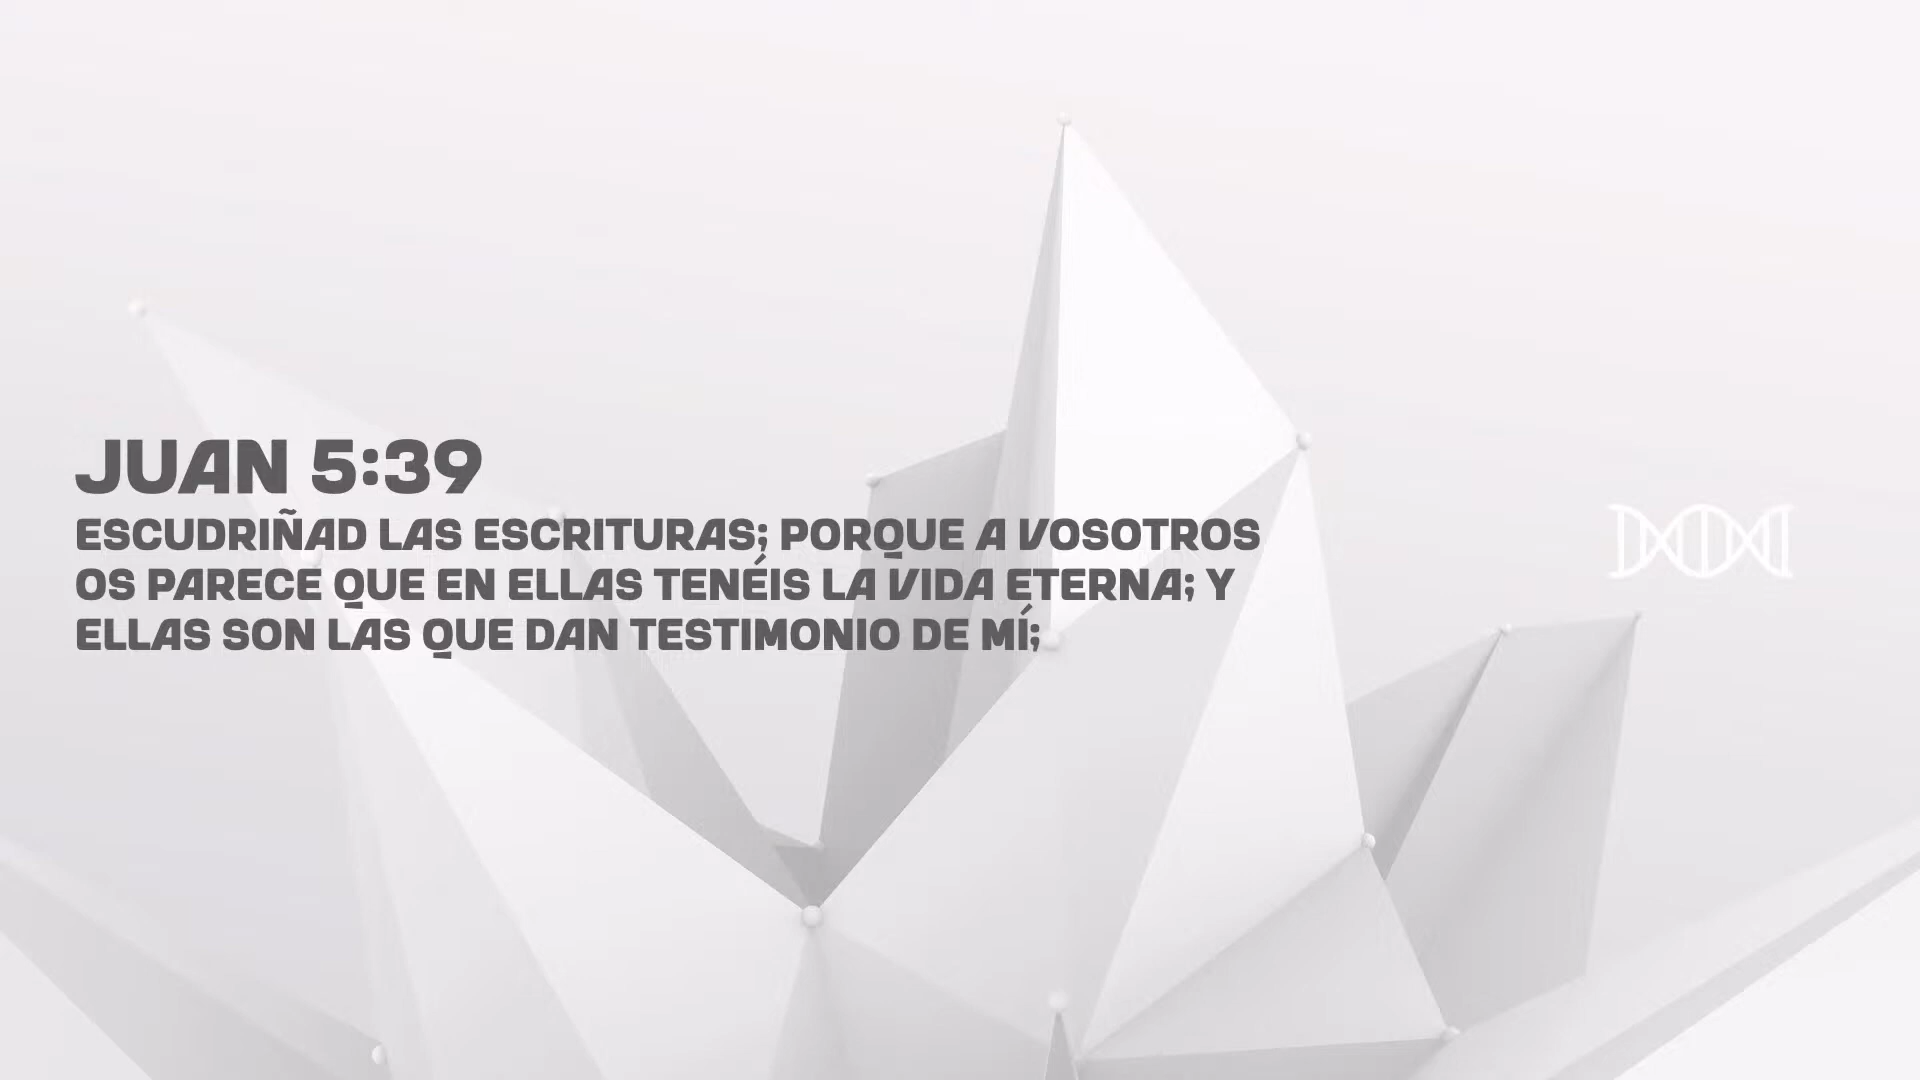 JUAN 5:39
ESCUDRIÑAD LAS ESCRITURAS; PORQUE A VOSOTROS
OS PARECE QUE EN ELLAS TENÉIS LA VIDA ETERNA; Y
ELLAS SON LAS QUE DAN TESTIMONIO DE MÍ;